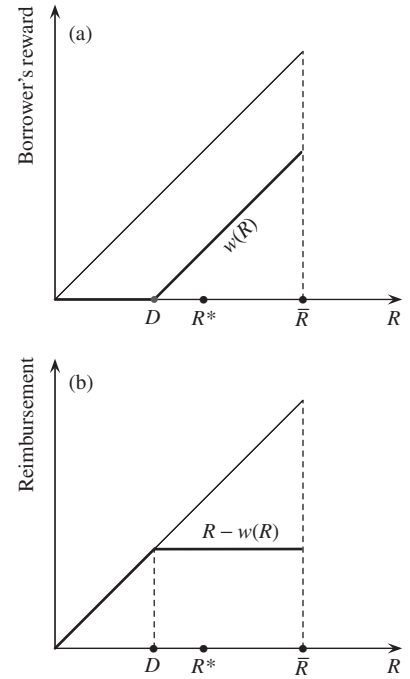 (a)
Borrower's reward
w(R)
D R* R̅ R
(b)
Reimbursement
R – w(R)
D R* R̅ R